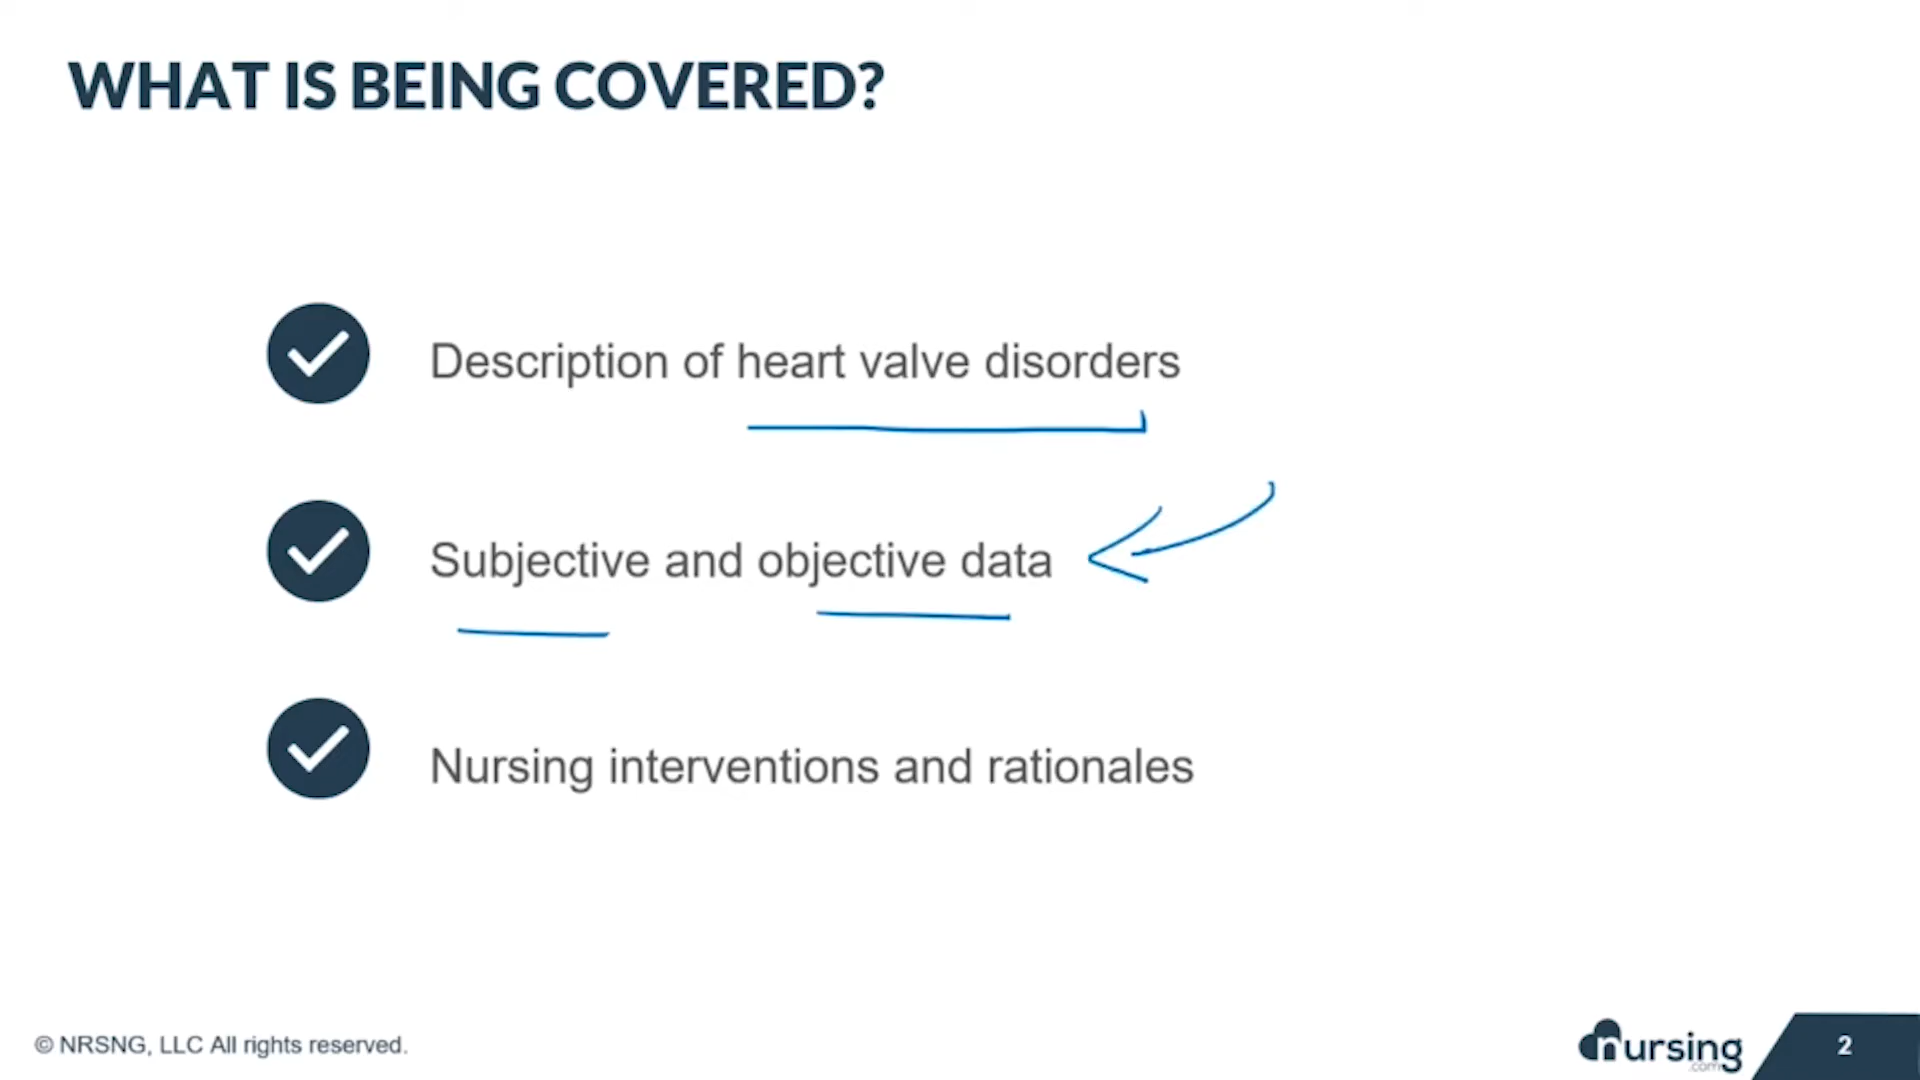 WHAT IS BEING COVERED?
Description of heart valve disorders
Subjective and objective data
Nursing interventions and rationales
© NRSNG, LLC All rights reserved.
nursing
.com
2